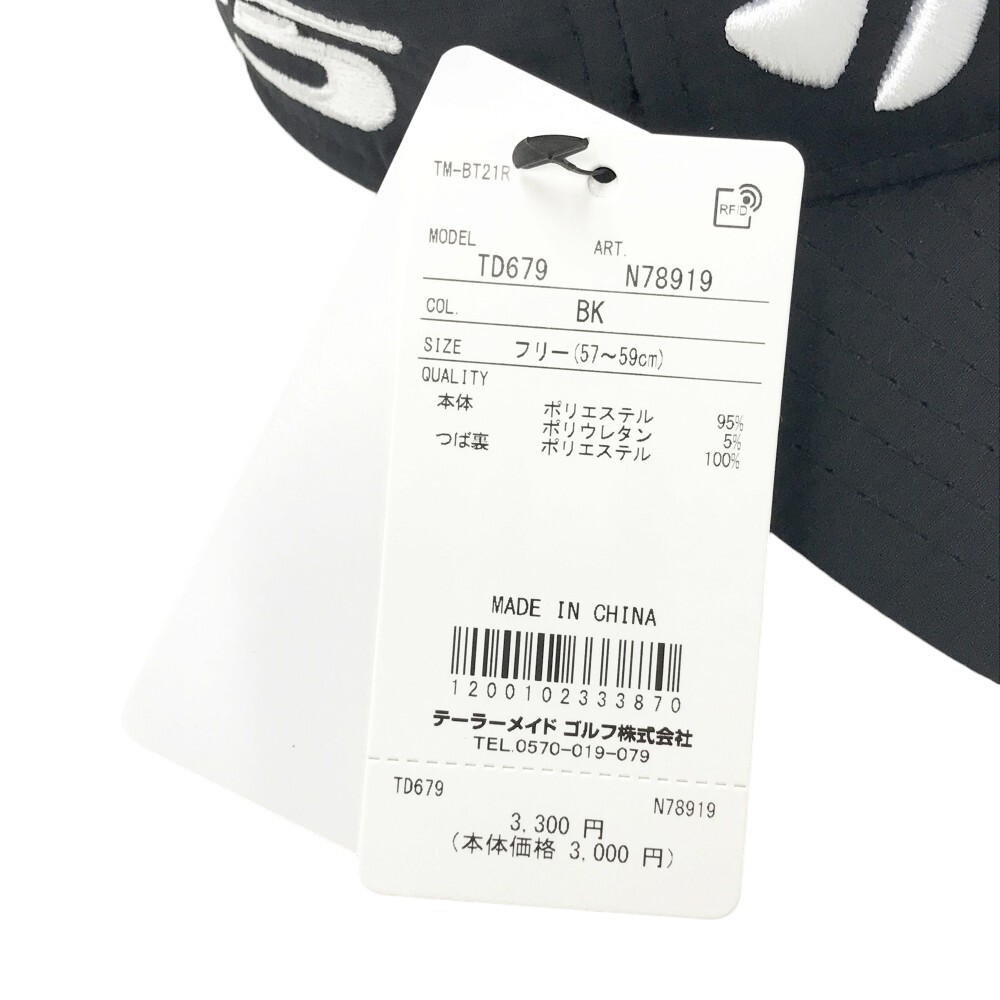 TM-BT21R
RFID
MODEL TD679 ART. N78919
COL. BK
SIZE フリー(57～59cm)
QUALITY
本体 ポリエステル 95%
ポリウレタン 5%
つば裏 ポリエステル 100%
MADE IN CHINA
1200102333870
テーラーメイド ゴルフ株式会社
TEL.0570-019-079
TD679 N78919
3,300 円
(本体価格 3,000 円)